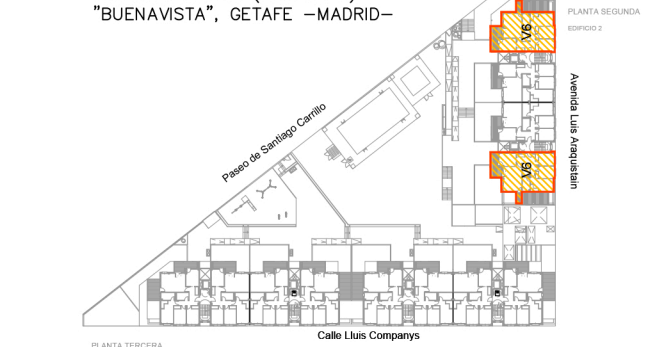 "BUENAVISTA", GETAFE –MADRID–
PLANTA SEGUNDA
EDIFICIO 2
V6
Avenida Luis Araquistain
Paseo de Santiago Carrillo
V6
Calle Lluis Companys
PLANTA TERCERA